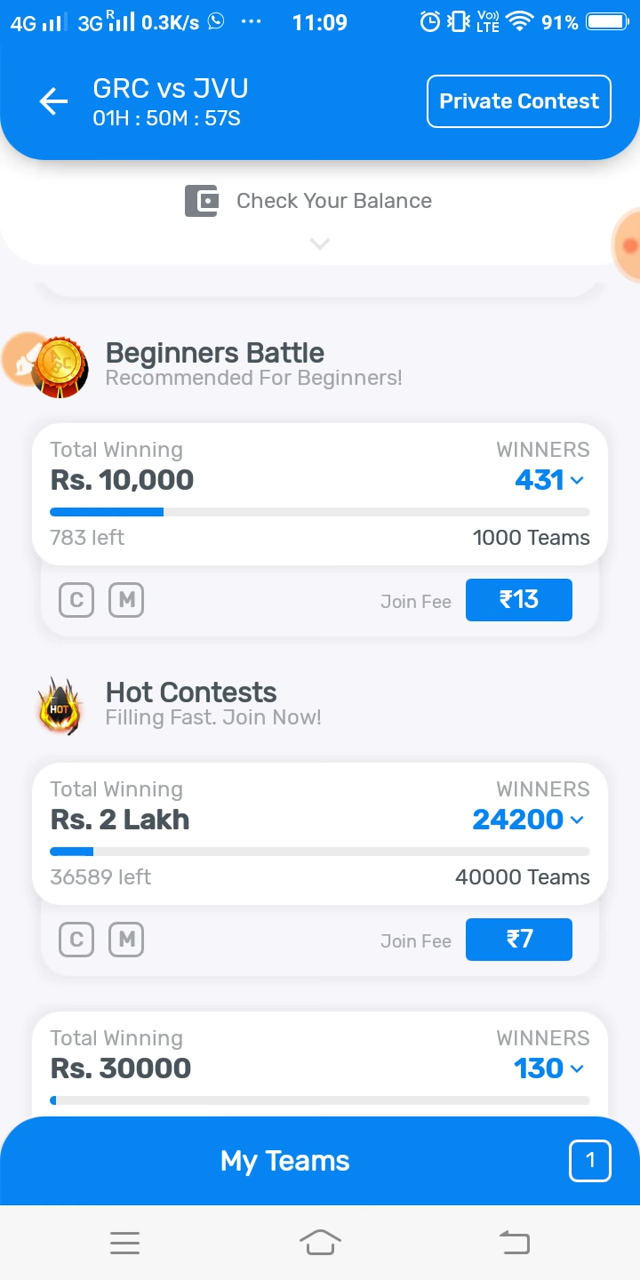 4G 3G R 0.3K/s ... 11:09 Vo) LTE 91%
GRC vs JVU
01H : 50M : 57S
Private Contest
Check Your Balance
Beginners Battle
Recommended For Beginners!
Total Winning WINNERS
Rs. 10,000 431
783 left 1000 Teams
C M Join Fee ₹13
Hot Contests
HOT
Filling Fast. Join Now!
Total Winning WINNERS
Rs. 2 Lakh 24200
36589 left 40000 Teams
C M Join Fee ₹7
Total Winning WINNERS
Rs. 30000 130
My Teams 1